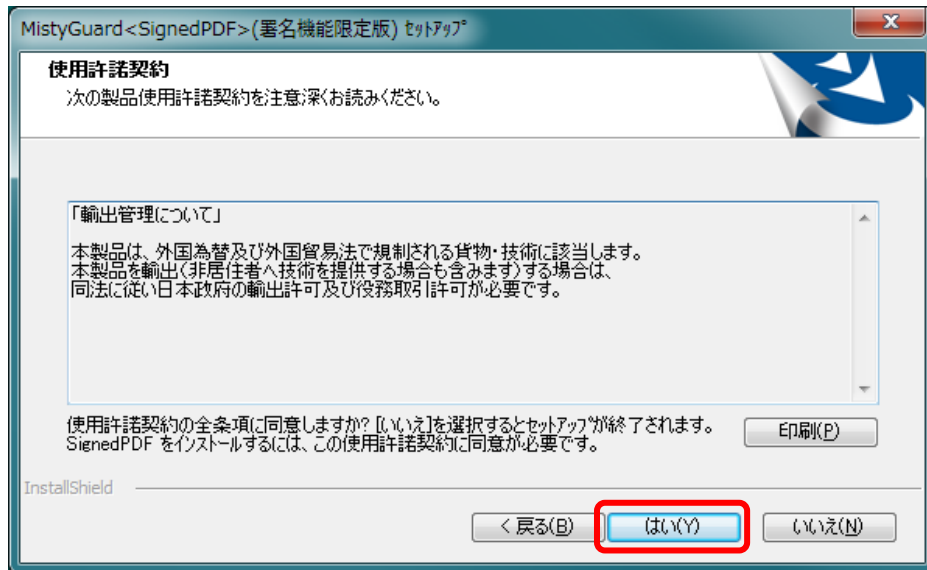 MistyGuard<SignedPDF>(署名機能限定版) ｾｯﾄｱｯﾌﾟ
使用許諾契約
次の製品使用許諾契約を注意深くお読みください。
「輸出管理について」
本製品は、外国為替及び外国貿易法で規制される貨物・技術に該当します。
本製品を輸出（非居住者へ技術を提供する場合も含みます）する場合は、
同法に従い日本政府の輸出許可及び役務取引許可が必要です。
使用許諾契約の全条項に同意しますか? [いいえ]を選択するとｾｯﾄｱｯﾌﾟが終了されます。
SignedPDF をインストールするには、この使用許諾契約に同意が必要です。
印刷(P)
InstallShield
< 戻る(B)
はい(Y)
いいえ(N)